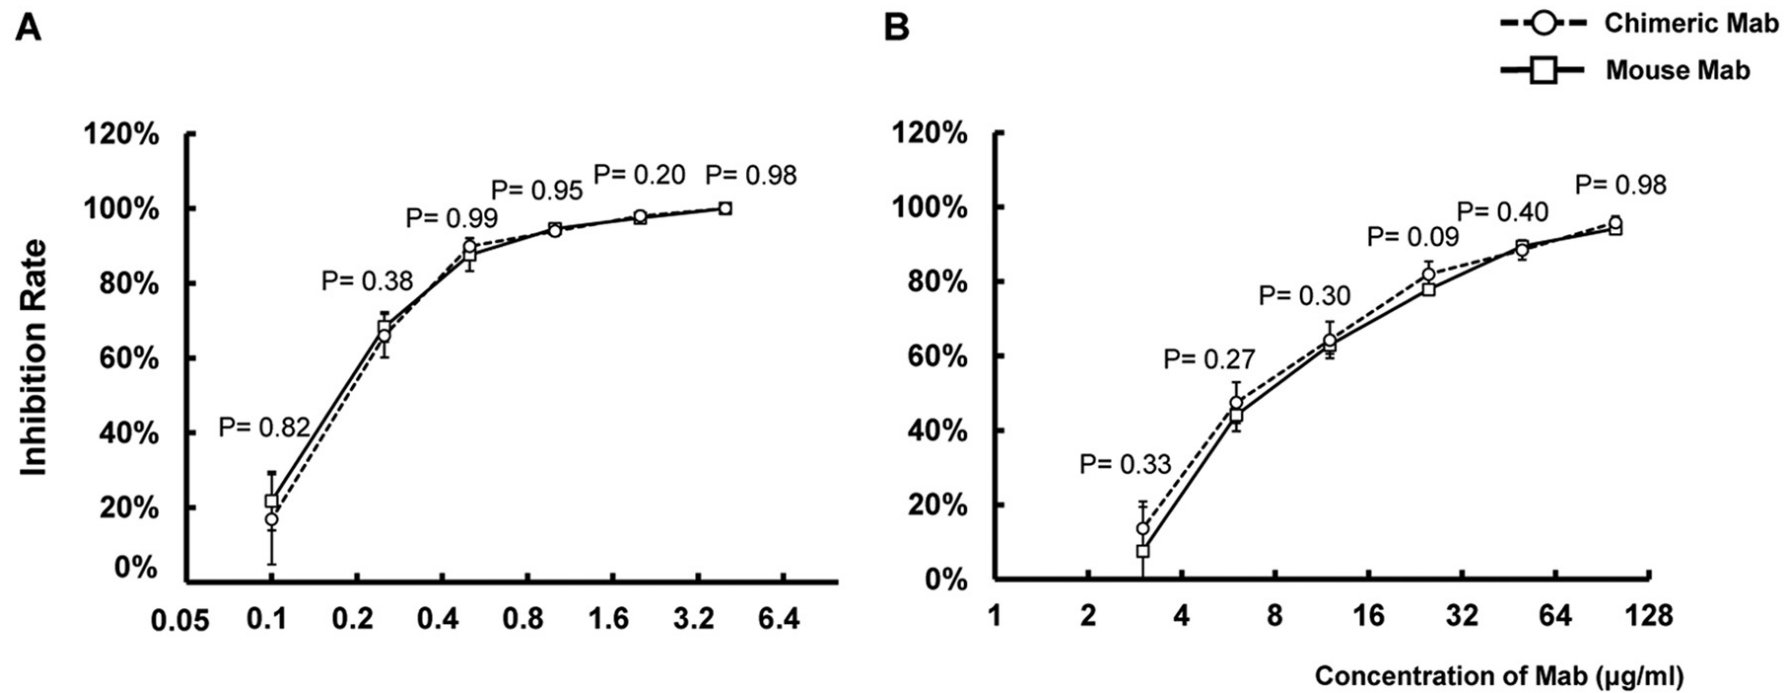 A
B
Chimeric Mab
Mouse Mab
120%
100%
80%
60%
40%
20%
0%
Inhibition Rate
P= 0.82
P= 0.38
P= 0.99
P= 0.95
P= 0.20
P= 0.98
0.05 0.1 0.2 0.4 0.8 1.6 3.2 6.4
120%
100%
80%
60%
40%
20%
0%
P= 0.33
P= 0.27
P= 0.30
P= 0.09
P= 0.40
P= 0.98
1 2 4 8 16 32 64 128
Concentration of Mab (µg/ml)